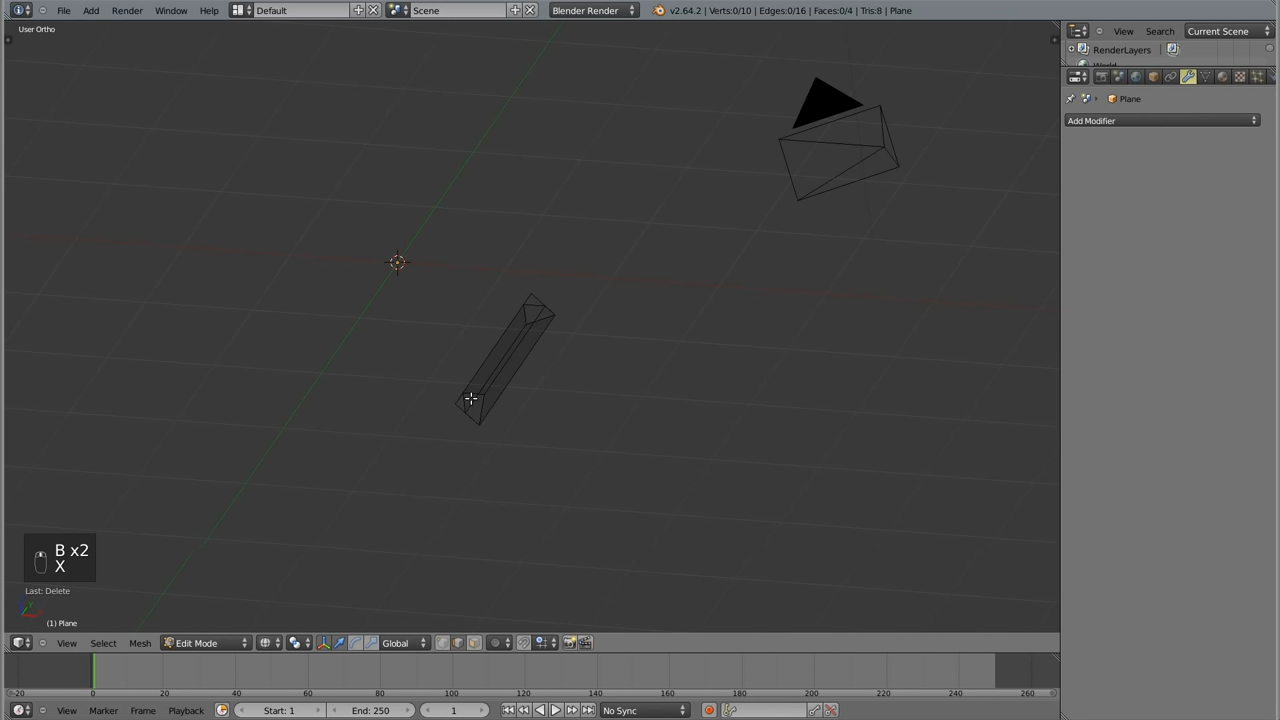 File Add Render Window Help Default Scene Blender Render v2.64.2 | Verts:0/10 | Edges:0/16 | Faces:0/4 | Tris:8 | Plane
User Ortho
View Search Current Scene
RenderLayers
World
Plane
Add Modifier
B x2
X
Last: Delete
(1) Plane
View Select Mesh Edit Mode Global
-20 0 20 40 60 80 100 120 140 160 180 200 220 240 260
View Marker Frame Playback Start: 1 End: 250 1 No Sync